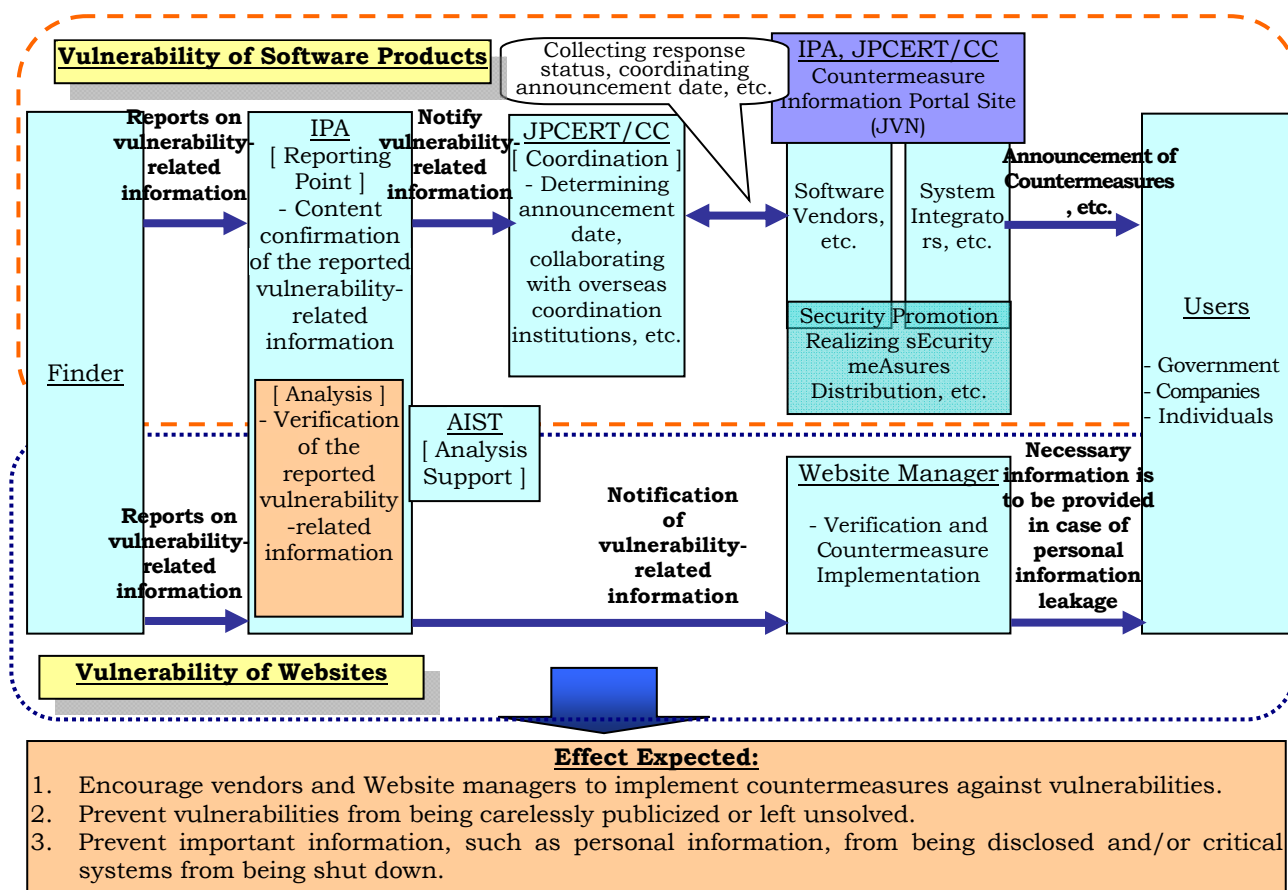 Vulnerability of Software Products
Collecting response
status, coordinating
announcement date, etc.
IPA, JPCERT/CC
Countermeasure
Information Portal Site
(JVN)
Finder
Reports on
vulnerability-
related
information
IPA
[ Reporting
Point ]
- Content
confirmation
of the reported
vulnerability-
related
information
Notify
vulnerability-
related
information
JPCERT/CC
[ Coordination ]
- Determining
announcement
date,
collaborating
with overseas
coordination
institutions, etc.
Software
Vendors,
etc.
System
Integrato
rs, etc.
Announcement of
Countermeasures
, etc.
Security Promotion
Realizing sEcurity
meAsures
Distribution, etc.
Users
- Government
- Companies
- Individuals
[ Analysis ]
- Verification
of the
reported
vulnerability
-related
information
AIST
[ Analysis
Support ]
Reports on
vulnerability-
related
information
Notification
of
vulnerability-
related
information
Website Manager
- Verification and
Countermeasure
Implementation
Necessary
information is
to be provided
in case of
personal
information
leakage
Vulnerability of Websites
Effect Expected:
1. Encourage vendors and Website managers to implement countermeasures against vulnerabilities.
2. Prevent vulnerabilities from being carelessly publicized or left unsolved.
3. Prevent important information, such as personal information, from being disclosed and/or critical
systems from being shut down.